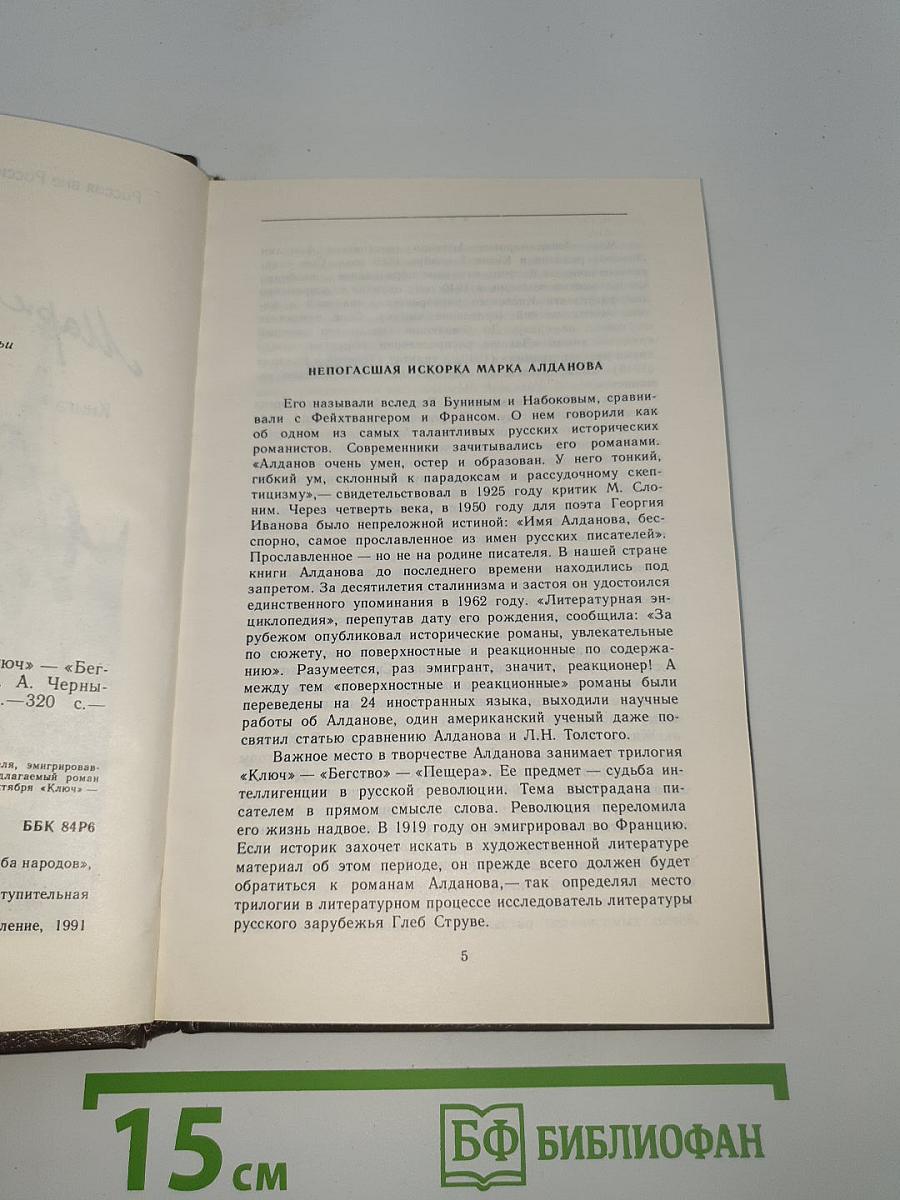 Россия вне Росси
Книга
ьи
юч» — «Бег-
. А. Черны-
.—320 с.—
ля, эмигрировав-
длагаемый роман
ктября «Ключ» —
ББК 84Р6
ба народов»,
тупительная
ление, 1991
НЕПОГАСШАЯ ИСКОРКА МАРКА АЛДАНОВА
Его называли вслед за Буниным и Набоковым, сравни-
вали с Фейхтвангером и Франсом. О нем говорили как
об одном из самых талантливых русских исторических
романистов. Современники зачитывались его романами.
«Алданов очень умен, остер и образован. У него тонкий,
гибкий ум, склонный к парадоксам и рассудочному скеп-
тицизму»,— свидетельствовал в 1925 году критик М. Сло-
ним. Через четверть века, в 1950 году для поэта Георгия
Иванова было непреложной истиной: «Имя Алданова, бес-
спорно, самое прославленное из имен русских писателей».
Прославленное — но не на родине писателя. В нашей стране
книги Алданова до последнего времени находились под
запретом. За десятилетия сталинизма и застоя он удостоился
единственного упоминания в 1962 году. «Литературная эн-
циклопедия», перепутав дату его рождения, сообщила: «За
рубежом опубликовал исторические романы, увлекательные
по сюжету, но поверхностные и реакционные по содержа-
нию». Разумеется, раз эмигрант, значит, реакционер! А
между тем «поверхностные и реакционные» романы были
переведены на 24 иностранных языка, выходили научные
работы об Алданове, один американский ученый даже по-
святил статью сравнению Алданова и Л.Н. Толстого.
Важное место в творчестве Алданова занимает трилогия
«Ключ» — «Бегство» — «Пещера». Ее предмет — судьба ин-
теллигенции в русской революции. Тема выстрадана пи-
сателем в прямом смысле слова. Революция переломила
его жизнь надвое. В 1919 году он эмигрировал во Францию.
Если историк захочет искать в художественной литературе
материал об этом периоде, он прежде всего должен будет
обратиться к романам Алданова,— так определял место
трилогии в литературном процессе исследователь литературы
русского зарубежья Глеб Струве.
5
15 см
БФ БИБЛИОФАН